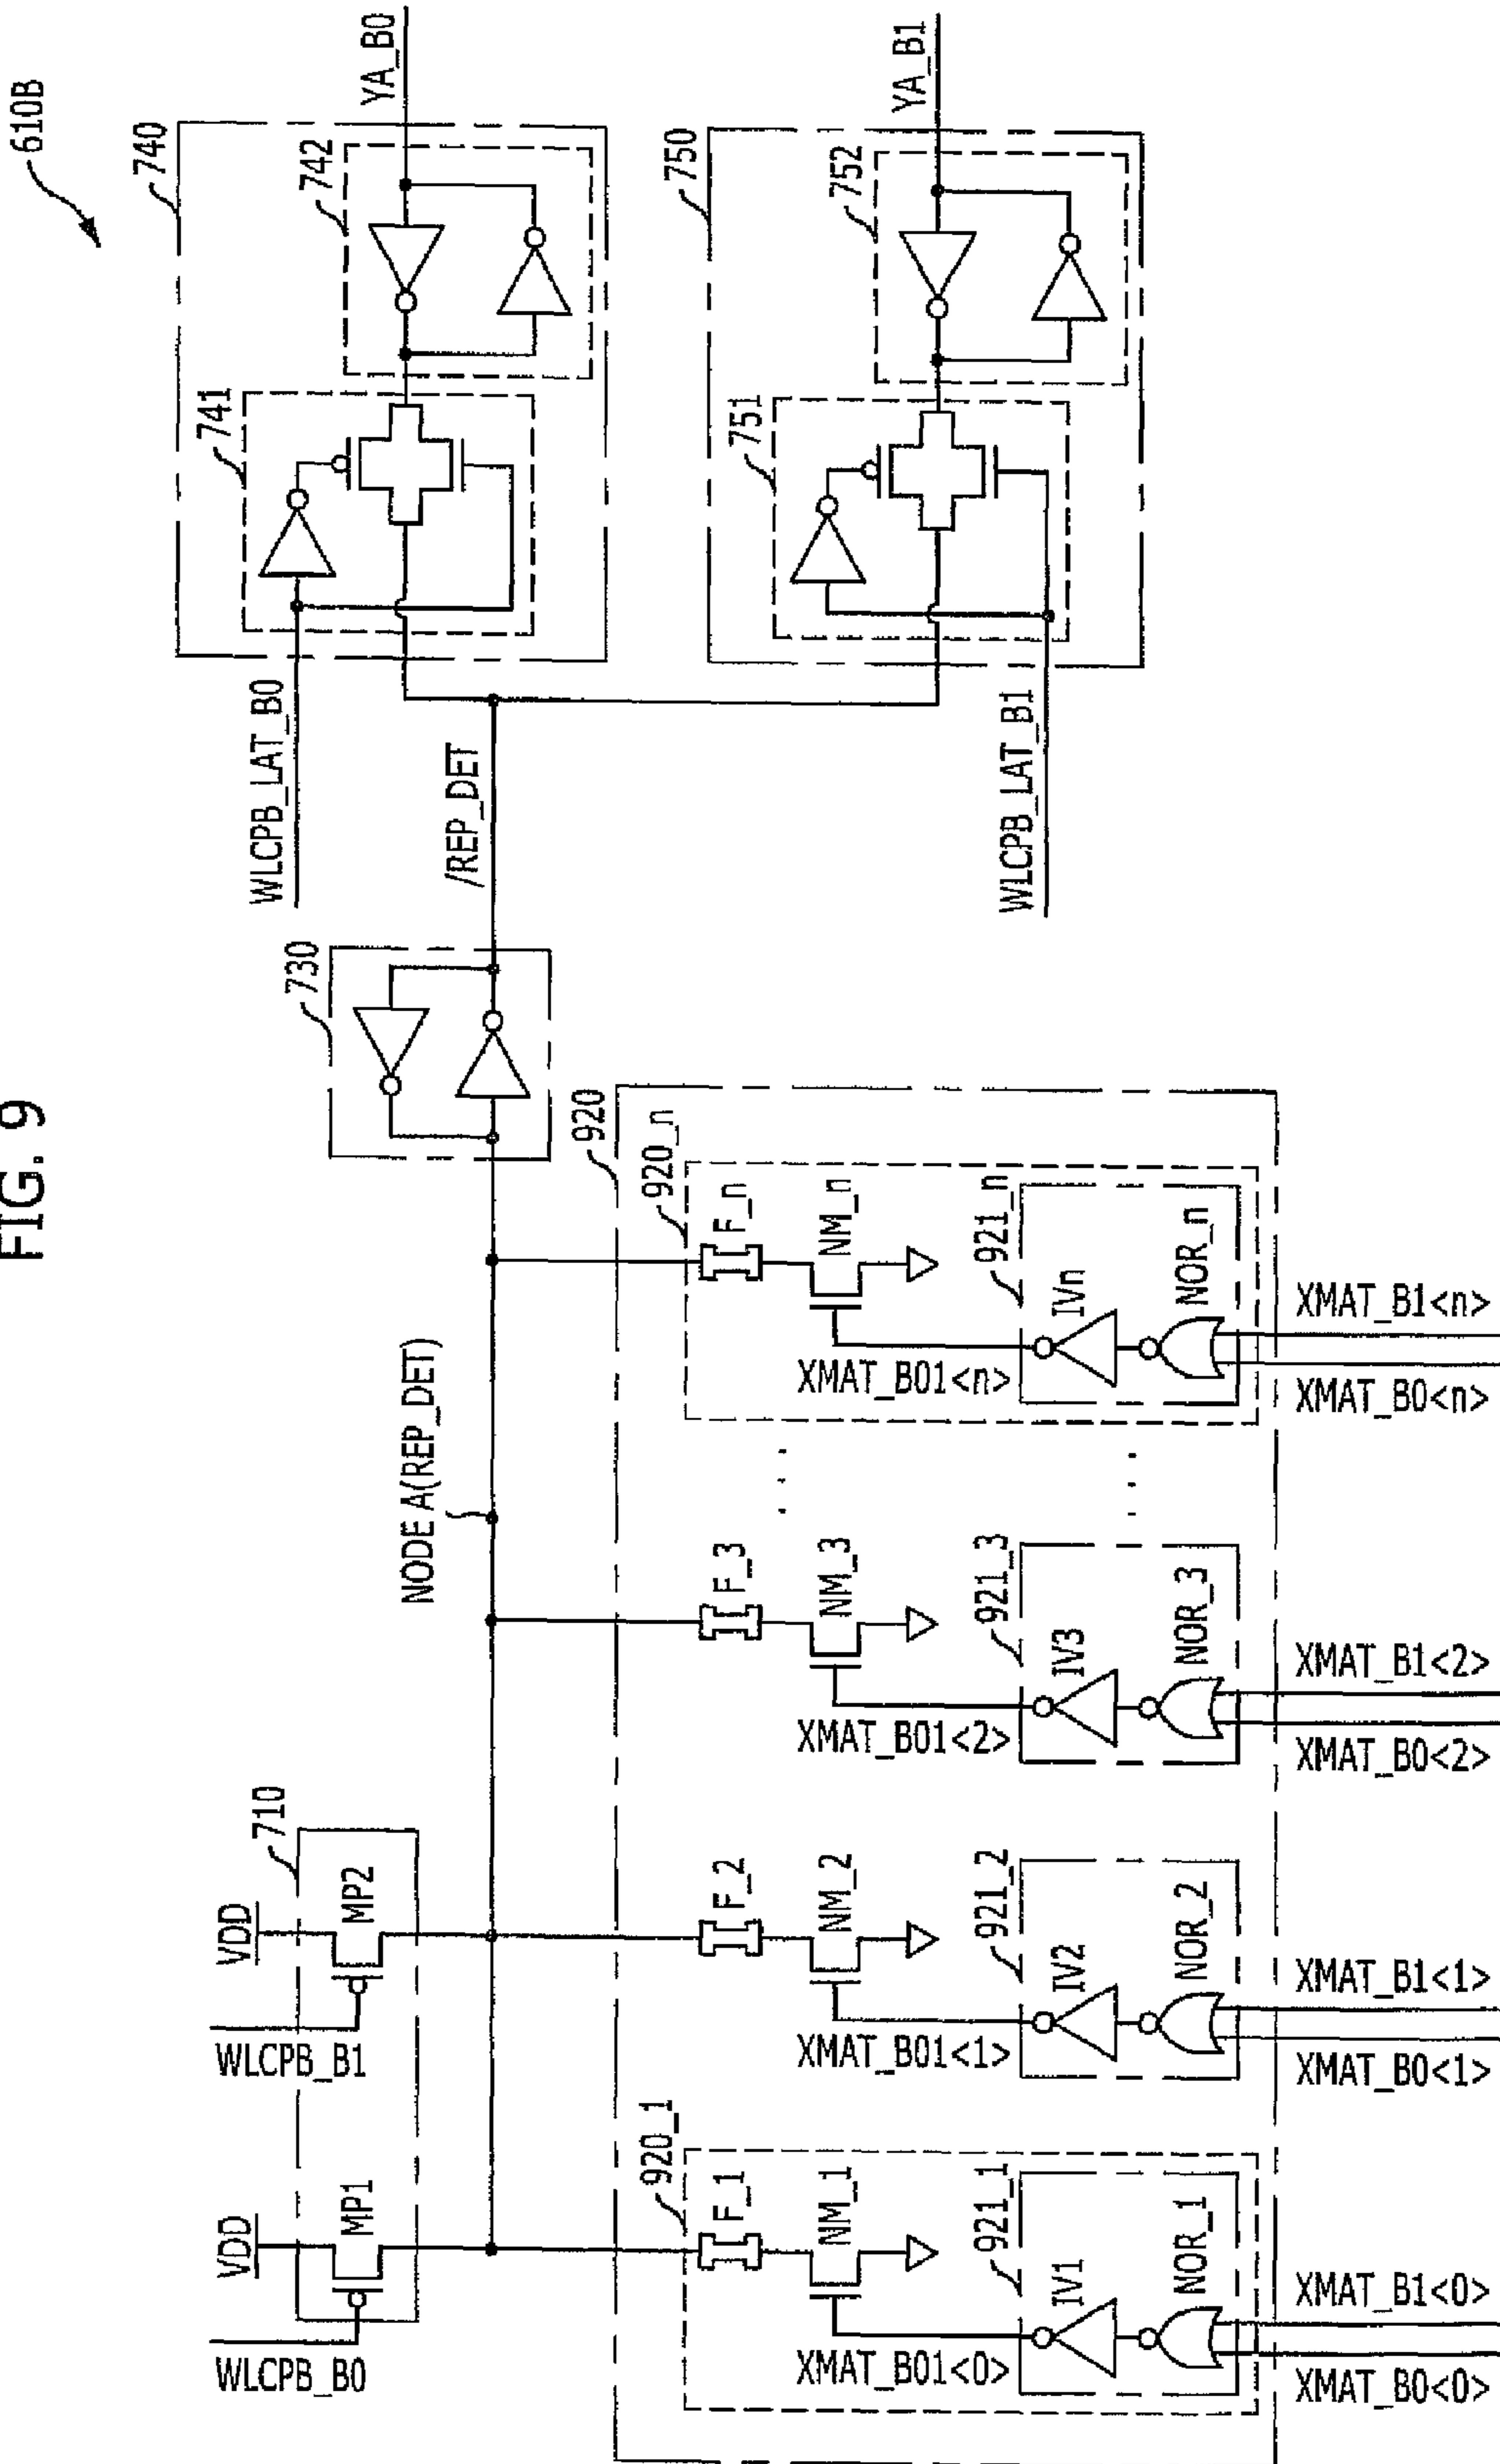 FIG. 9
610B
WLCPB_B0
VDD
MP1
WLCPB_B1
VDD
MP2
710
NODE A(REP_DET)
730
/REP_DET
WLCPB_LAT_B0
741
742
740
YA_B0
WLCPB_LAT_B1
751
752
750
YA_B1
920
920_1
F_1
NM_1
XMAT_B01<0>
921_1
IV1
NOR_1
XMAT_B0<0>
XMAT_B1<0>
F_2
NM_2
XMAT_B01<1>
921_2
IV2
NOR_2
XMAT_B0<1>
XMAT_B1<1>
F_3
NM_3
XMAT_B01<2>
921_3
IV3
NOR_3
XMAT_B0<2>
XMAT_B1<2>
. . .
. . .
920_n
F_n
NM_n
XMAT_B01<n>
921_n
IVn
NOR_n
XMAT_B0<n>
XMAT_B1<n>